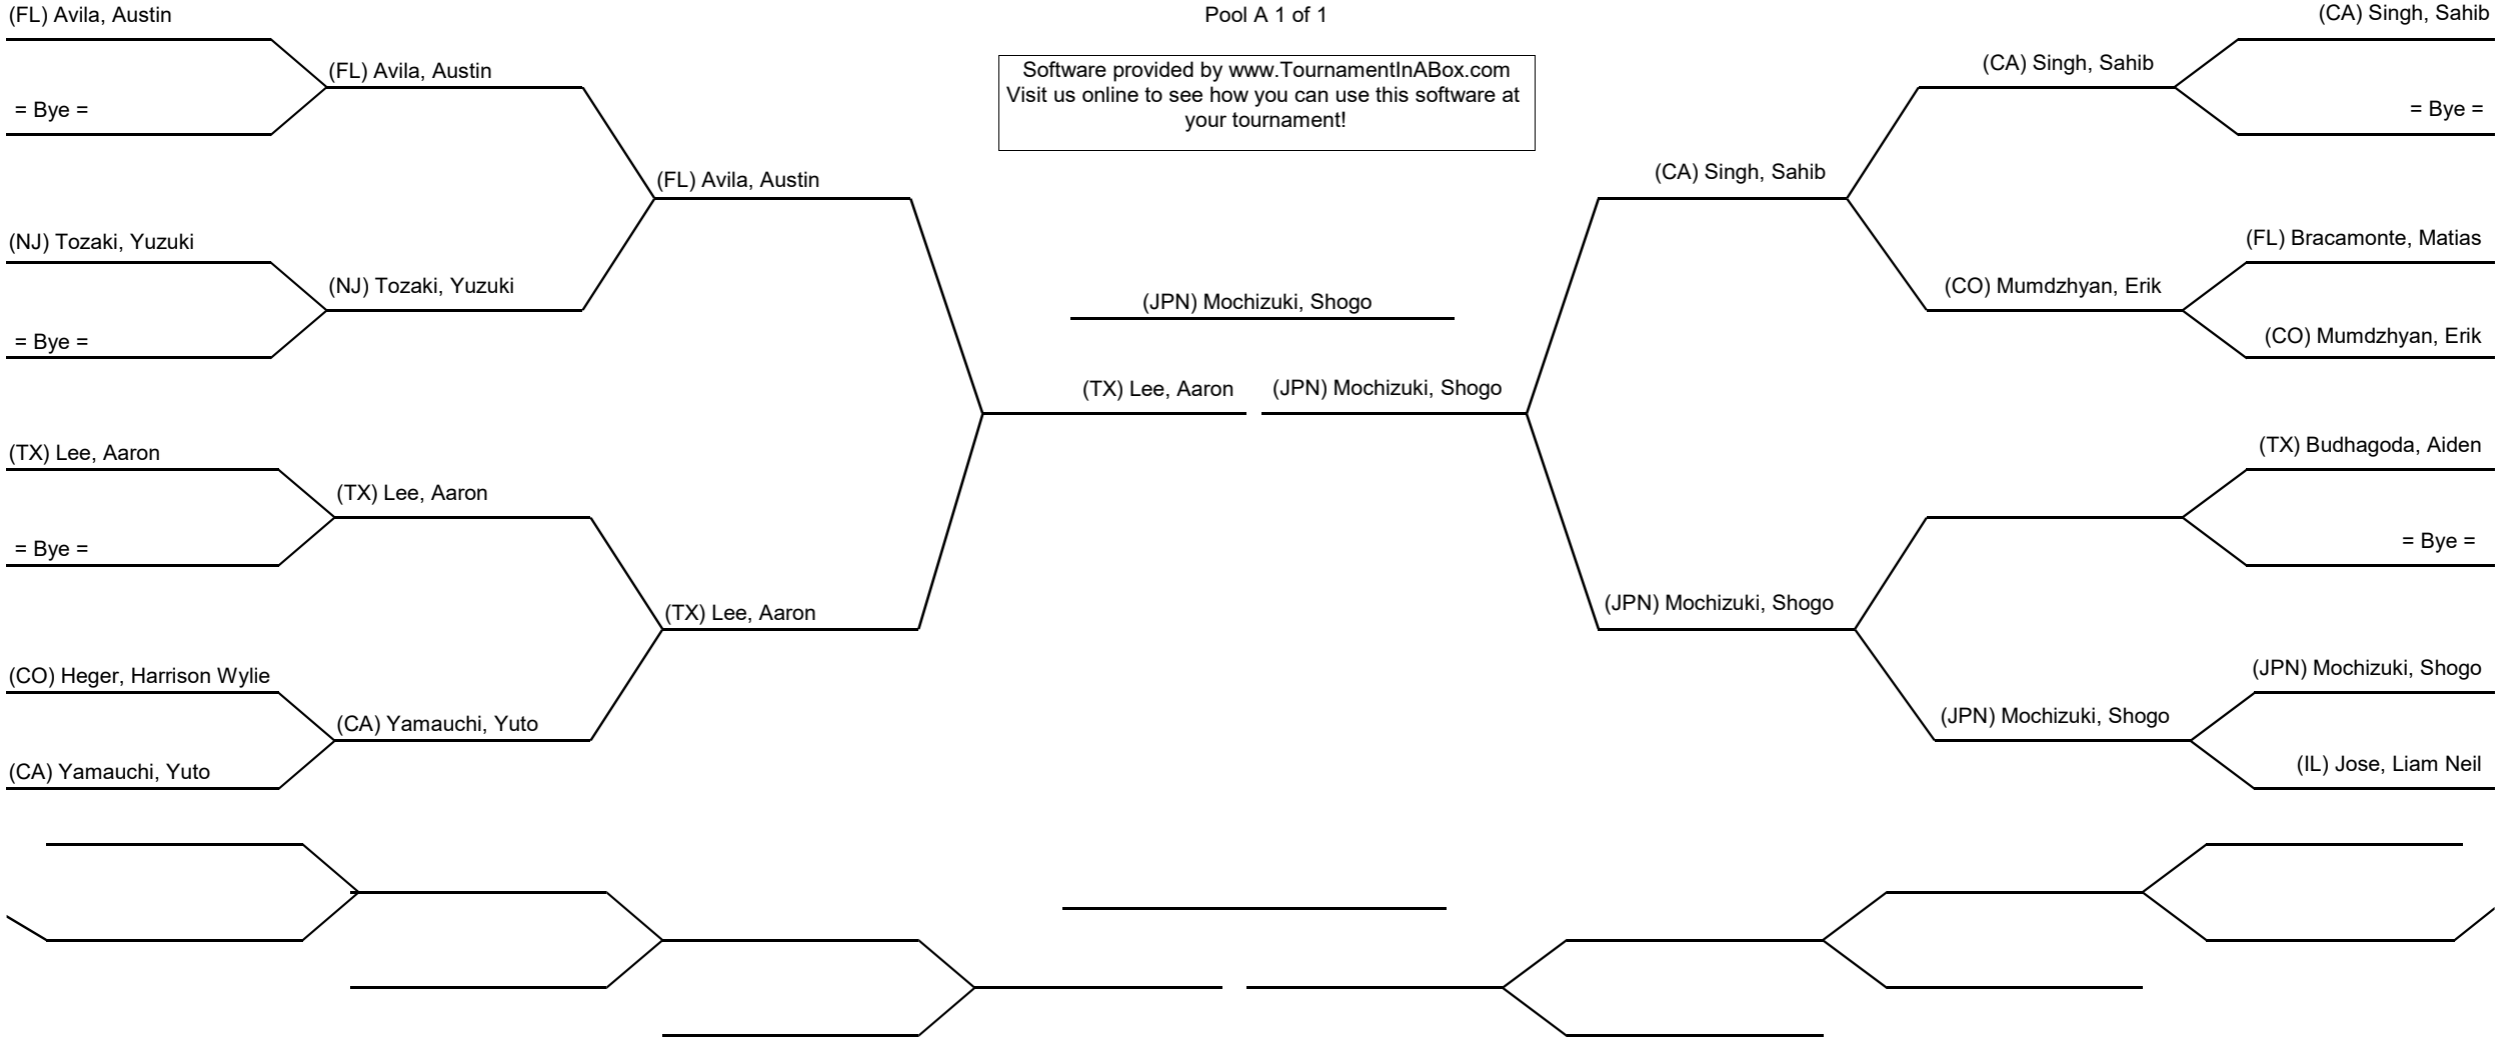 Pool A 1 of 1
Software provided by www.TournamentInABox.com
Visit us online to see how you can use this software at
your tournament!
(FL) Avila, Austin
= Bye =
(NJ) Tozaki, Yuzuki
= Bye =
(TX) Lee, Aaron
= Bye =
(CO) Heger, Harrison Wylie
(CA) Yamauchi, Yuto
(FL) Avila, Austin
(NJ) Tozaki, Yuzuki
(TX) Lee, Aaron
(CA) Yamauchi, Yuto
(FL) Avila, Austin
(TX) Lee, Aaron
(JPN) Mochizuki, Shogo
(TX) Lee, Aaron
(JPN) Mochizuki, Shogo
(CA) Singh, Sahib
(JPN) Mochizuki, Shogo
(CA) Singh, Sahib
(CO) Mumdzhyan, Erik
(JPN) Mochizuki, Shogo
(CA) Singh, Sahib
= Bye =
(FL) Bracamonte, Matias
(CO) Mumdzhyan, Erik
(TX) Budhagoda, Aiden
= Bye =
(JPN) Mochizuki, Shogo
(IL) Jose, Liam Neil